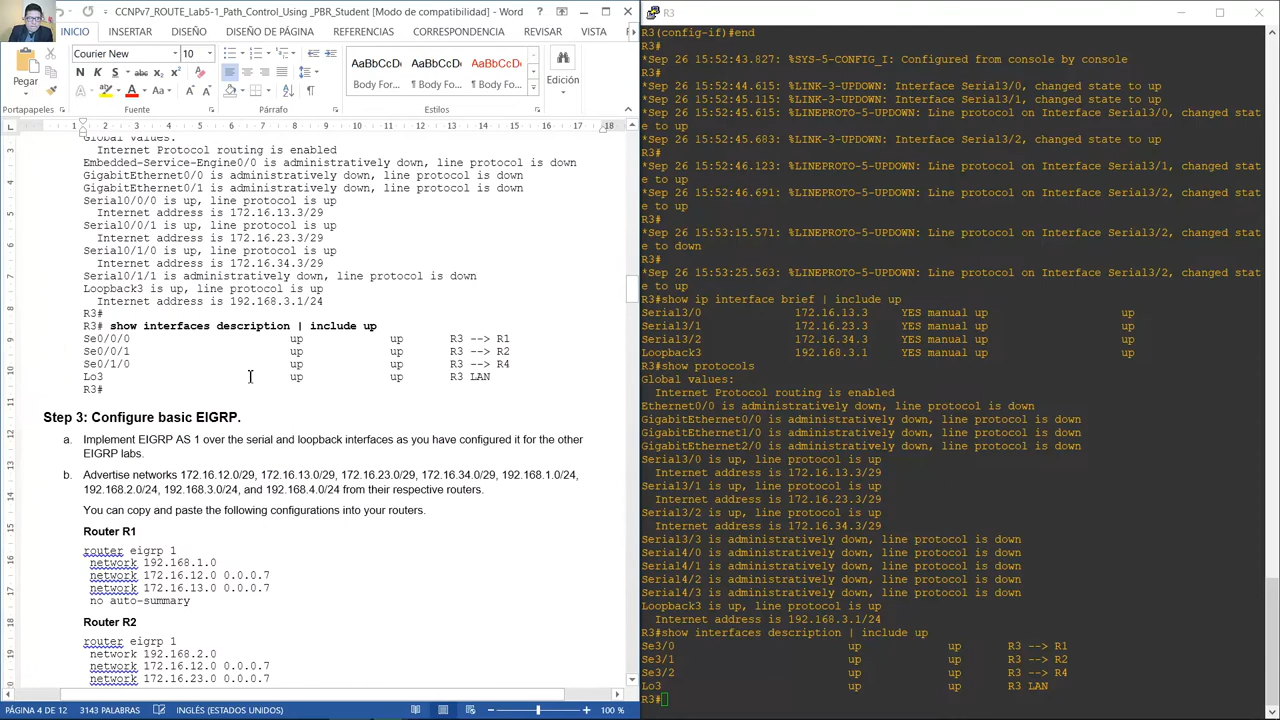 CCNPv7_ROUTE_Lab5-1_Path_Control_Using _PBR_Student [Modo de compatibilidad] - Word
INICIO INSERTAR DISEÑO DISEÑO DE PÁGINA REFERENCIAS CORRESPONDENCIA REVISAR VISTA
Courier New 10
Pegar
N K S abc x₂ x²
Aa
AaBbCcDc AaBbCcD AaBbCcD
Body For... ¶ Body For... ¶ Body For...
Edición
Portapapeles Fuente Párrafo Estilos
1 1 2 3 4 5 6 7 8 9 10 11 12 13 14 15 16 17 18
Global values:
Internet Protocol routing is enabled
Embedded-Service-Engine0/0 is administratively down, line protocol is down
GigabitEthernet0/0 is administratively down, line protocol is down
GigabitEthernet0/1 is administratively down, line protocol is down
Serial0/0/0 is up, line protocol is up
Internet address is 172.16.13.3/29
Serial0/0/1 is up, line protocol is up
Internet address is 172.16.23.3/29
Serial0/1/0 is up, line protocol is up
Internet address is 172.16.34.3/29
Serial0/1/1 is administratively down, line protocol is down
Loopback3 is up, line protocol is up
Internet address is 192.168.3.1/24
R3#
R3# show interfaces description | include up
Se0/0/0 up up R3 --> R1
Se0/0/1 up up R3 --> R2
Se0/1/0 up up R3 --> R4
Lo3 up up R3 LAN
R3#
Step 3: Configure basic EIGRP.
a. Implement EIGRP AS 1 over the serial and loopback interfaces as you have configured it for the other
EIGRP labs.
b. Advertise networks 172.16.12.0/29, 172.16.13.0/29, 172.16.23.0/29, 172.16.34.0/29, 192.168.1.0/24,
192.168.2.0/24, 192.168.3.0/24, and 192.168.4.0/24 from their respective routers.
You can copy and paste the following configurations into your routers.
Router R1
router eigrp 1
network 192.168.1.0
network 172.16.12.0 0.0.0.7
network 172.16.13.0 0.0.0.7
no auto-summary
Router R2
router eigrp 1
network 192.168.2.0
network 172.16.12.0 0.0.0.7
network 172.16.23.0 0.0.0.7
PÁGINA 4 DE 12 3143 PALABRAS INGLÉS (ESTADOS UNIDOS) 100 %
R3
R3(config-if)#end
R3#
*Sep 26 15:52:43.827: %SYS-5-CONFIG_I: Configured from console by console
R3#
*Sep 26 15:52:44.615: %LINK-3-UPDOWN: Interface Serial3/0, changed state to up
*Sep 26 15:52:45.115: %LINK-3-UPDOWN: Interface Serial3/1, changed state to up
*Sep 26 15:52:45.615: %LINEPROTO-5-UPDOWN: Line protocol on Interface Serial3/0, changed stat
e to up
*Sep 26 15:52:45.683: %LINK-3-UPDOWN: Interface Serial3/2, changed state to up
R3#
*Sep 26 15:52:46.123: %LINEPROTO-5-UPDOWN: Line protocol on Interface Serial3/1, changed stat
e to up
*Sep 26 15:52:46.691: %LINEPROTO-5-UPDOWN: Line protocol on Interface Serial3/2, changed stat
e to up
R3#
*Sep 26 15:53:15.571: %LINEPROTO-5-UPDOWN: Line protocol on Interface Serial3/2, changed stat
e to down
R3#
*Sep 26 15:53:25.563: %LINEPROTO-5-UPDOWN: Line protocol on Interface Serial3/2, changed stat
e to up
R3#show ip interface brief | include up
Serial3/0 172.16.13.3 YES manual up up
Serial3/1 172.16.23.3 YES manual up up
Serial3/2 172.16.34.3 YES manual up up
Loopback3 192.168.3.1 YES manual up up
R3#show protocols
Global values:
Internet Protocol routing is enabled
Ethernet0/0 is administratively down, line protocol is down
GigabitEthernet0/0 is administratively down, line protocol is down
GigabitEthernet1/0 is administratively down, line protocol is down
GigabitEthernet2/0 is administratively down, line protocol is down
Serial3/0 is up, line protocol is up
Internet address is 172.16.13.3/29
Serial3/1 is up, line protocol is up
Internet address is 172.16.23.3/29
Serial3/2 is up, line protocol is up
Internet address is 172.16.34.3/29
Serial3/3 is administratively down, line protocol is down
Serial4/0 is administratively down, line protocol is down
Serial4/1 is administratively down, line protocol is down
Serial4/2 is administratively down, line protocol is down
Serial4/3 is administratively down, line protocol is down
Loopback3 is up, line protocol is up
Internet address is 192.168.3.1/24
R3#show interfaces description | include up
Se3/0 up up R3 --> R1
Se3/1 up up R3 --> R2
Se3/2 up up R3 --> R4
Lo3 up up R3 LAN
R3#